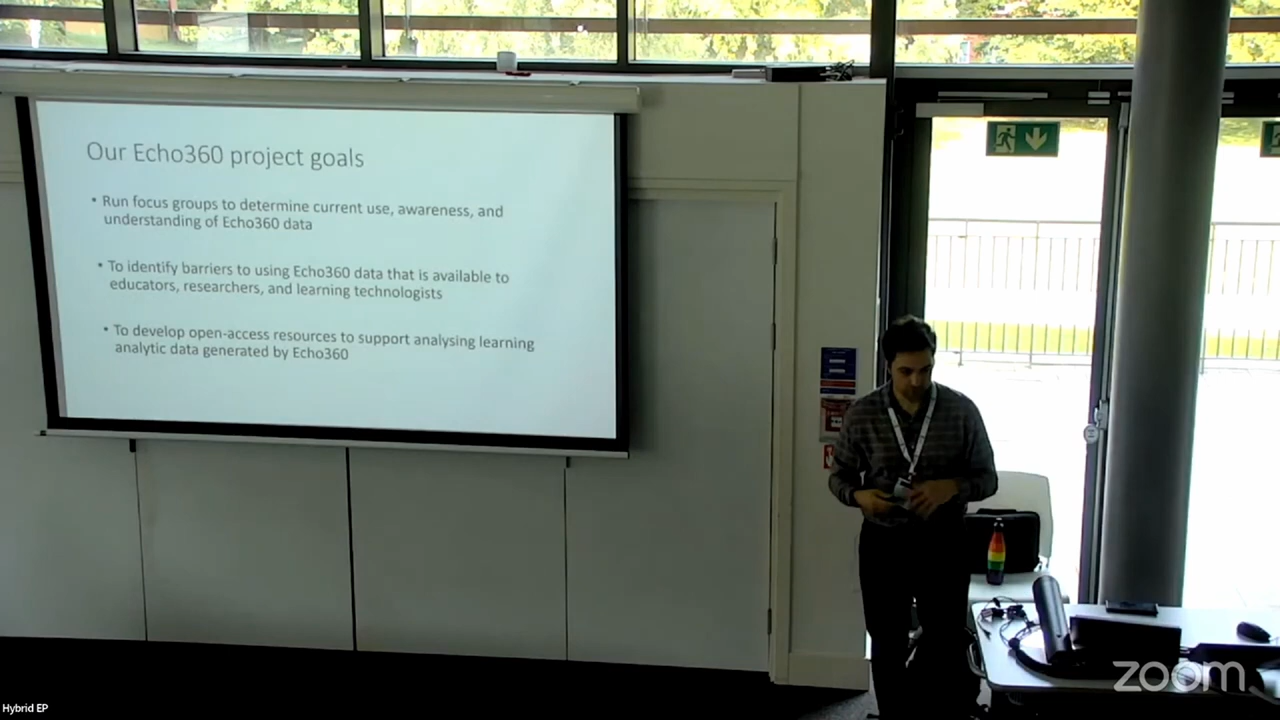 Our Echo360 project goals
• Run focus groups to determine current use, awareness, and
understanding of Echo360 data
• To identify barriers to using Echo360 data that is available to
educators, researchers, and learning technologists
• To develop open-access resources to support analysing learning
analytic data generated by Echo360
zoom
Hybrid EP